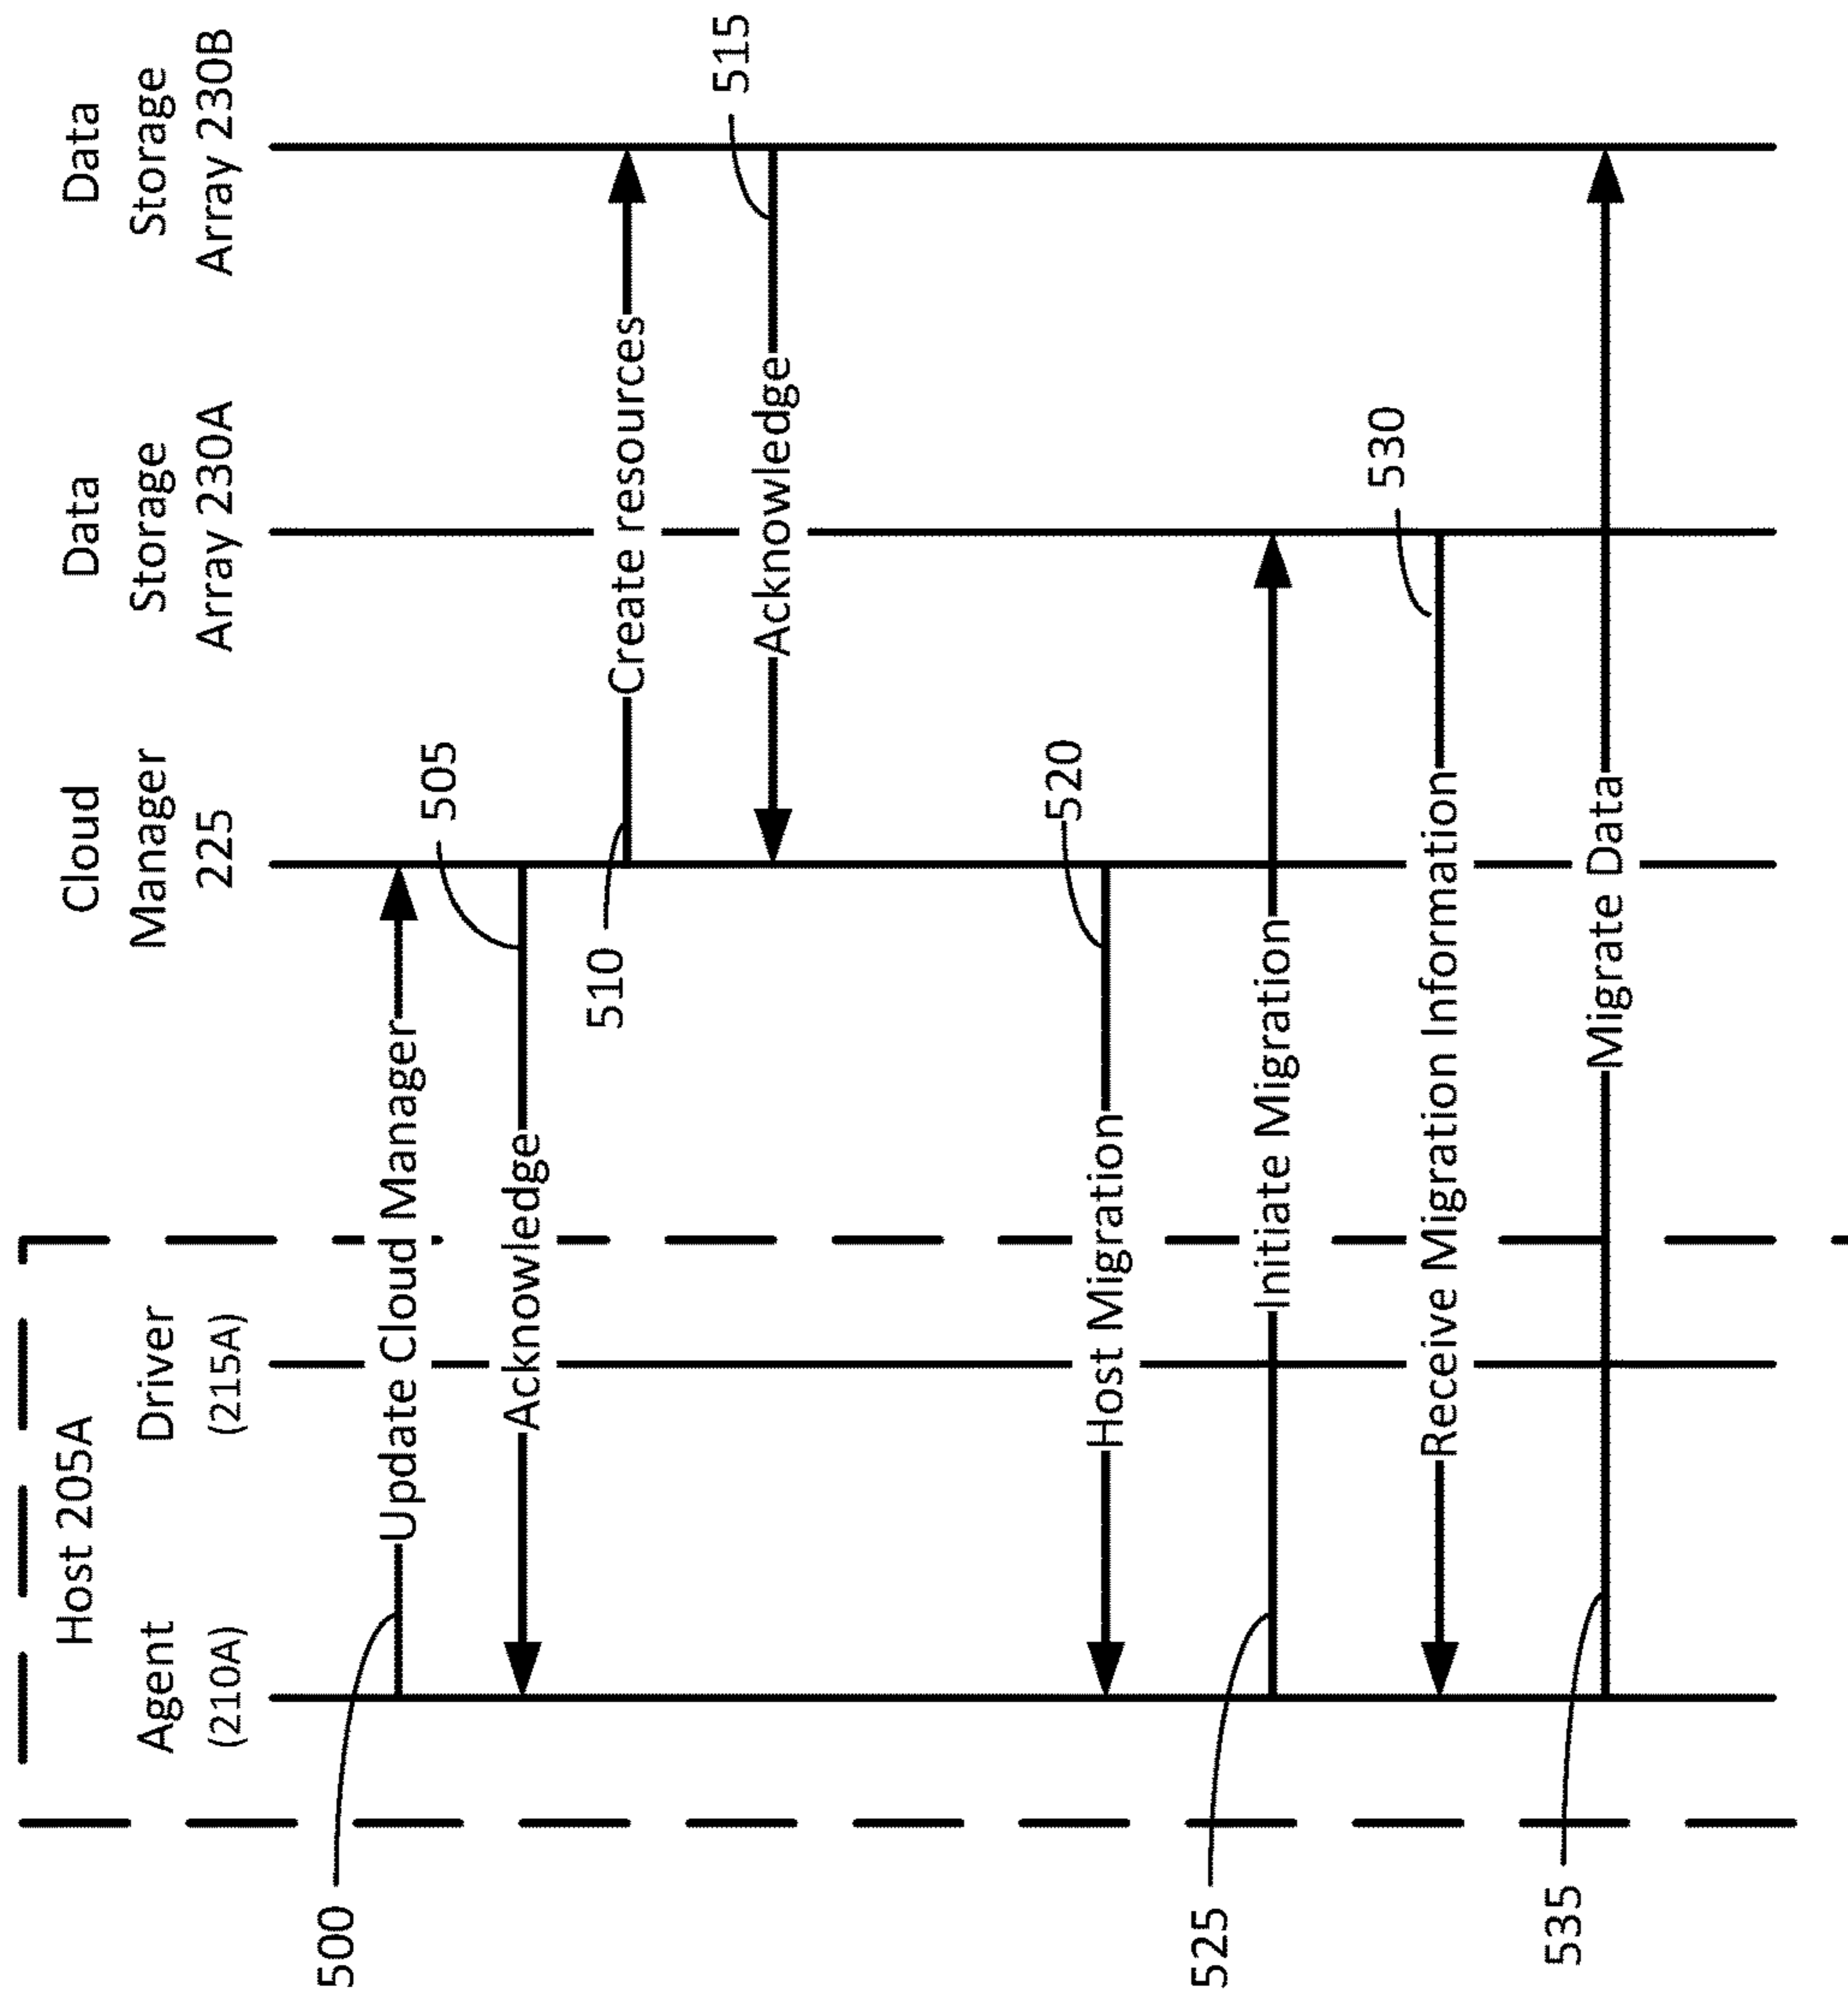 Host 205A
Agent
(210A)
Driver
(215A)
Cloud
Manager
225
Data
Storage
Array 230A
Data
Storage
Array 230B
500
Update Cloud Manager
505
Acknowledge
510
Create resources
515
Acknowledge
520
Host Migration
525
Initiate Migration
530
Receive Migration Information
535
Migrate Data